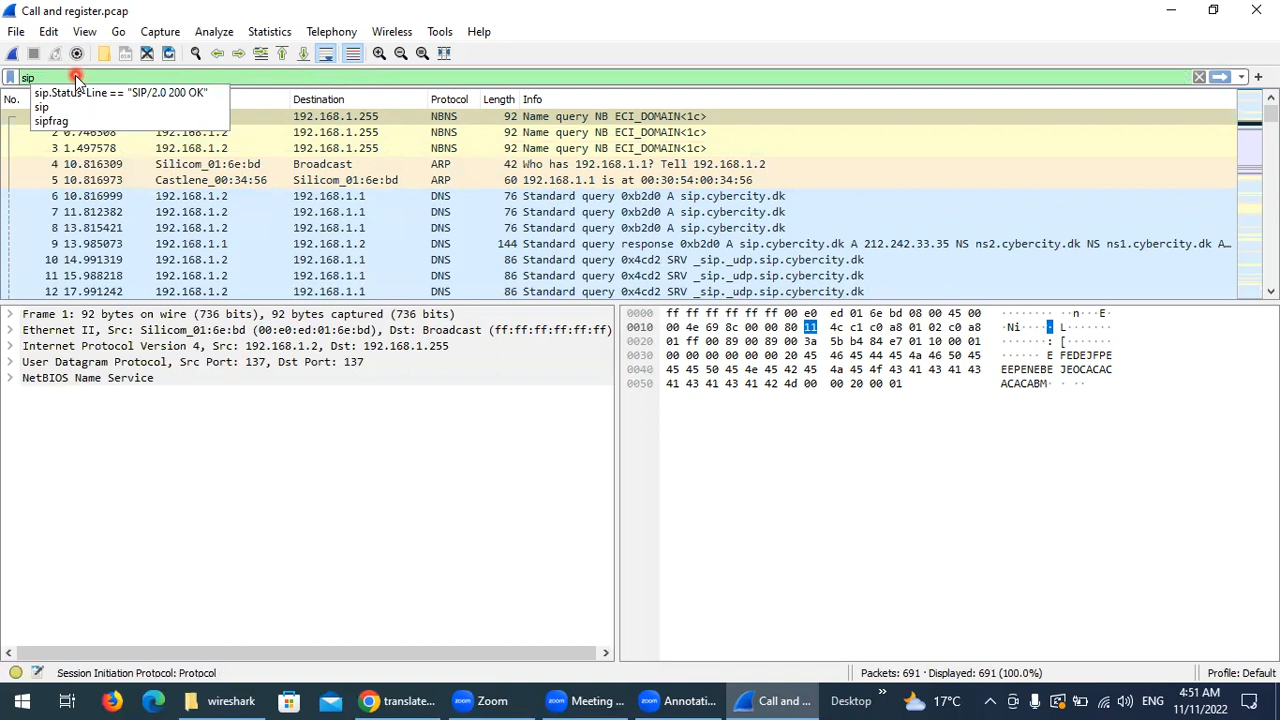 Call and register.pcap
File Edit View Go Capture Analyze Statistics Telephony Wireless Tools Help
sip
sip.Status-Line == "SIP/2.0 200 OK"
sip
sipfrag
No. Destination Protocol Length Info
192.168.1.255 NBNS 92 Name query NB ECI_DOMAIN<1c>
2 0.746308 192.168.1.2 192.168.1.255 NBNS 92 Name query NB ECI_DOMAIN<1c>
3 1.497578 192.168.1.2 192.168.1.255 NBNS 92 Name query NB ECI_DOMAIN<1c>
4 10.816309 Silicom_01:6e:bd Broadcast ARP 42 Who has 192.168.1.1? Tell 192.168.1.2
5 10.816973 Castlene_00:34:56 Silicom_01:6e:bd ARP 60 192.168.1.1 is at 00:30:54:00:34:56
6 10.816999 192.168.1.2 192.168.1.1 DNS 76 Standard query 0xb2d0 A sip.cybercity.dk
7 11.812382 192.168.1.2 192.168.1.1 DNS 76 Standard query 0xb2d0 A sip.cybercity.dk
8 13.815421 192.168.1.2 192.168.1.1 DNS 76 Standard query 0xb2d0 A sip.cybercity.dk
9 13.985073 192.168.1.1 192.168.1.2 DNS 144 Standard query response 0xb2d0 A sip.cybercity.dk A 212.242.33.35 NS ns2.cybercity.dk NS ns1.cybercity.dk A…
10 14.991319 192.168.1.2 192.168.1.1 DNS 86 Standard query 0x4cd2 SRV _sip._udp.sip.cybercity.dk
11 15.988218 192.168.1.2 192.168.1.1 DNS 86 Standard query 0x4cd2 SRV _sip._udp.sip.cybercity.dk
12 17.991242 192.168.1.2 192.168.1.1 DNS 86 Standard query 0x4cd2 SRV _sip._udp.sip.cybercity.dk
Frame 1: 92 bytes on wire (736 bits), 92 bytes captured (736 bits)
Ethernet II, Src: Silicom_01:6e:bd (00:e0:ed:01:6e:bd), Dst: Broadcast (ff:ff:ff:ff:ff:ff)
Internet Protocol Version 4, Src: 192.168.1.2, Dst: 192.168.1.255
User Datagram Protocol, Src Port: 137, Dst Port: 137
NetBIOS Name Service
0000 ff ff ff ff ff ff 00 e0 ed 01 6e bd 08 00 45 00 ········ ··n···E·
0010 00 4e 69 8c 00 00 80 11 4c c1 c0 a8 01 02 c0 a8 ·Ni····· L·······
0020 01 ff 00 89 00 89 00 3a 5b b4 84 e7 01 10 00 01 ·······: [·······
0030 00 00 00 00 00 00 20 45 46 45 44 45 4a 46 50 45 ······ E FEDEJFPE
0040 45 45 50 45 4e 45 42 45 4a 45 4f 43 41 43 41 43 EEPENEBE JEOCACAC
0050 41 43 41 43 41 42 4d 00 00 20 00 01 ACACABM· · ··
Session Initiation Protocol: Protocol
Packets: 691 · Displayed: 691 (100.0%)
Profile: Default
wireshark
translate...
Zoom
Meeting ...
Annotati...
Call and ...
Desktop
17°C
ENG
4:51 AM
11/11/2022